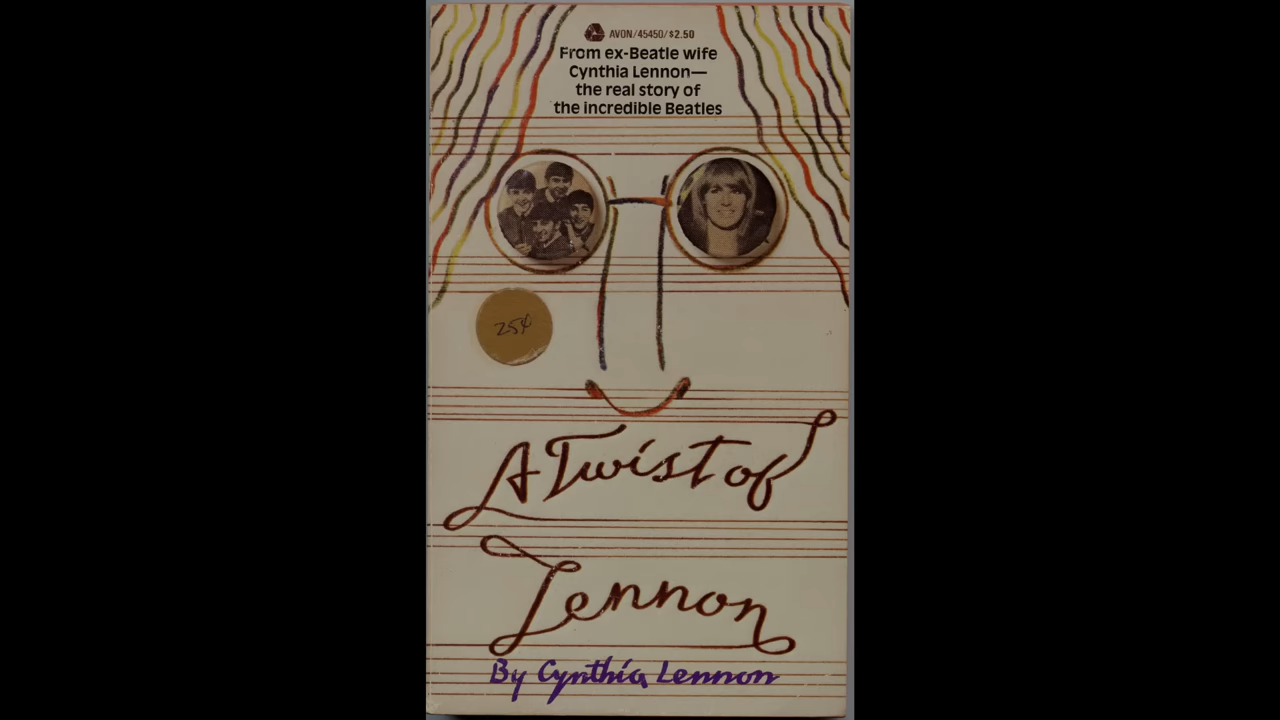 AVON/45450/$2.50
From ex-Beatle wife
Cynthia Lennon—
the real story of
the incredible Beatles
25¢
A Twist of
Lennon
By Cynthia Lennon